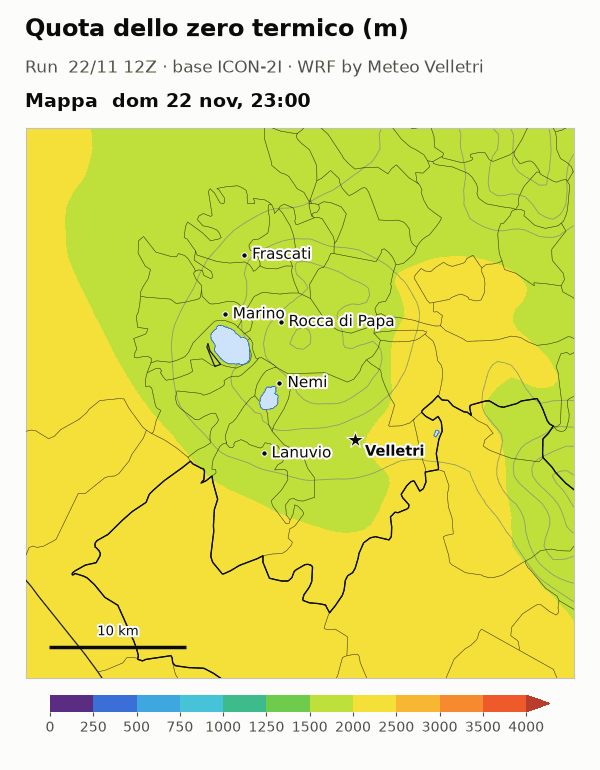 Quota dello zero termico (m)
Run  22/11 12Z · base ICON-2I · WRF by Meteo Velletri
Mappa  dom 22 nov, 23:00
Frascati
Marino
Rocca di Papa
Nemi
Velletri
Lanuvio
10 km
0 250 500 750 1000 1250 1500 2000 2500 3000 3500 4000